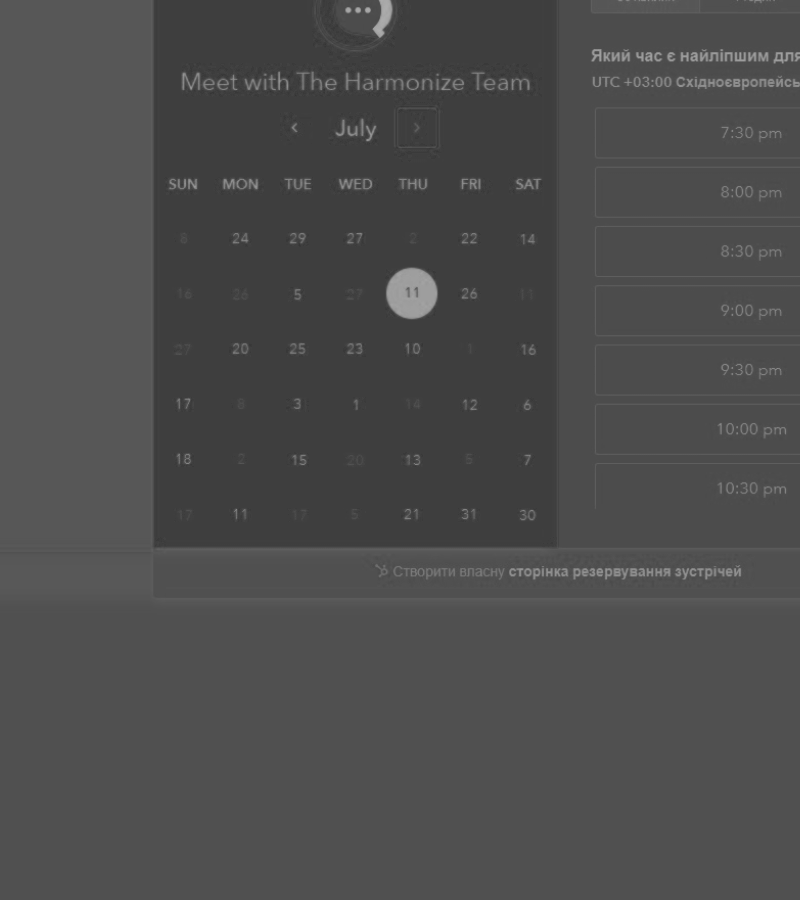 Meet with The Harmonize Team
July
SUN MON TUE WED THU FRI SAT
24 29 27 2 22 14
16 26 5 27 11 26 11
27 20 25 23 10 1 16
17 8 3 1 14 12 6
18 2 15 20 13 5 7
17 11 17 5 21 31 30
Який час є найліпшим для
UTC +03:00 Східноєвропейсь
7:30 pm
8:00 pm
8:30 pm
9:00 pm
9:30 pm
10:00 pm
10:30 pm
Створити власну сторінка резервування зустрічей